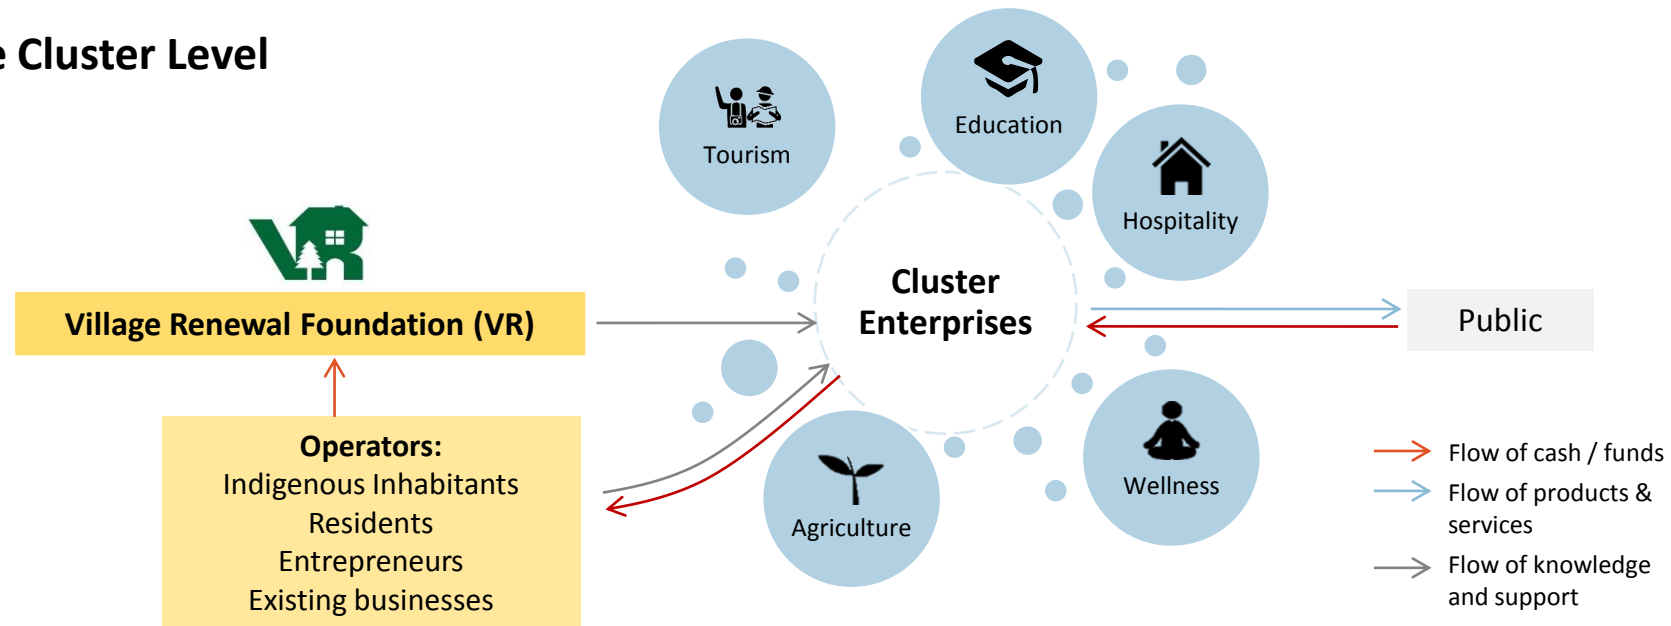 e Cluster Level
Education
Tourism
Hospitality
VR
Cluster
Enterprises
Village Renewal Foundation (VR)
Public
Operators:
Indigenous Inhabitants
Residents
Entrepreneurs
Existing businesses
Agriculture
Wellness
Flow of cash / funds
Flow of products &
services
Flow of knowledge
and support